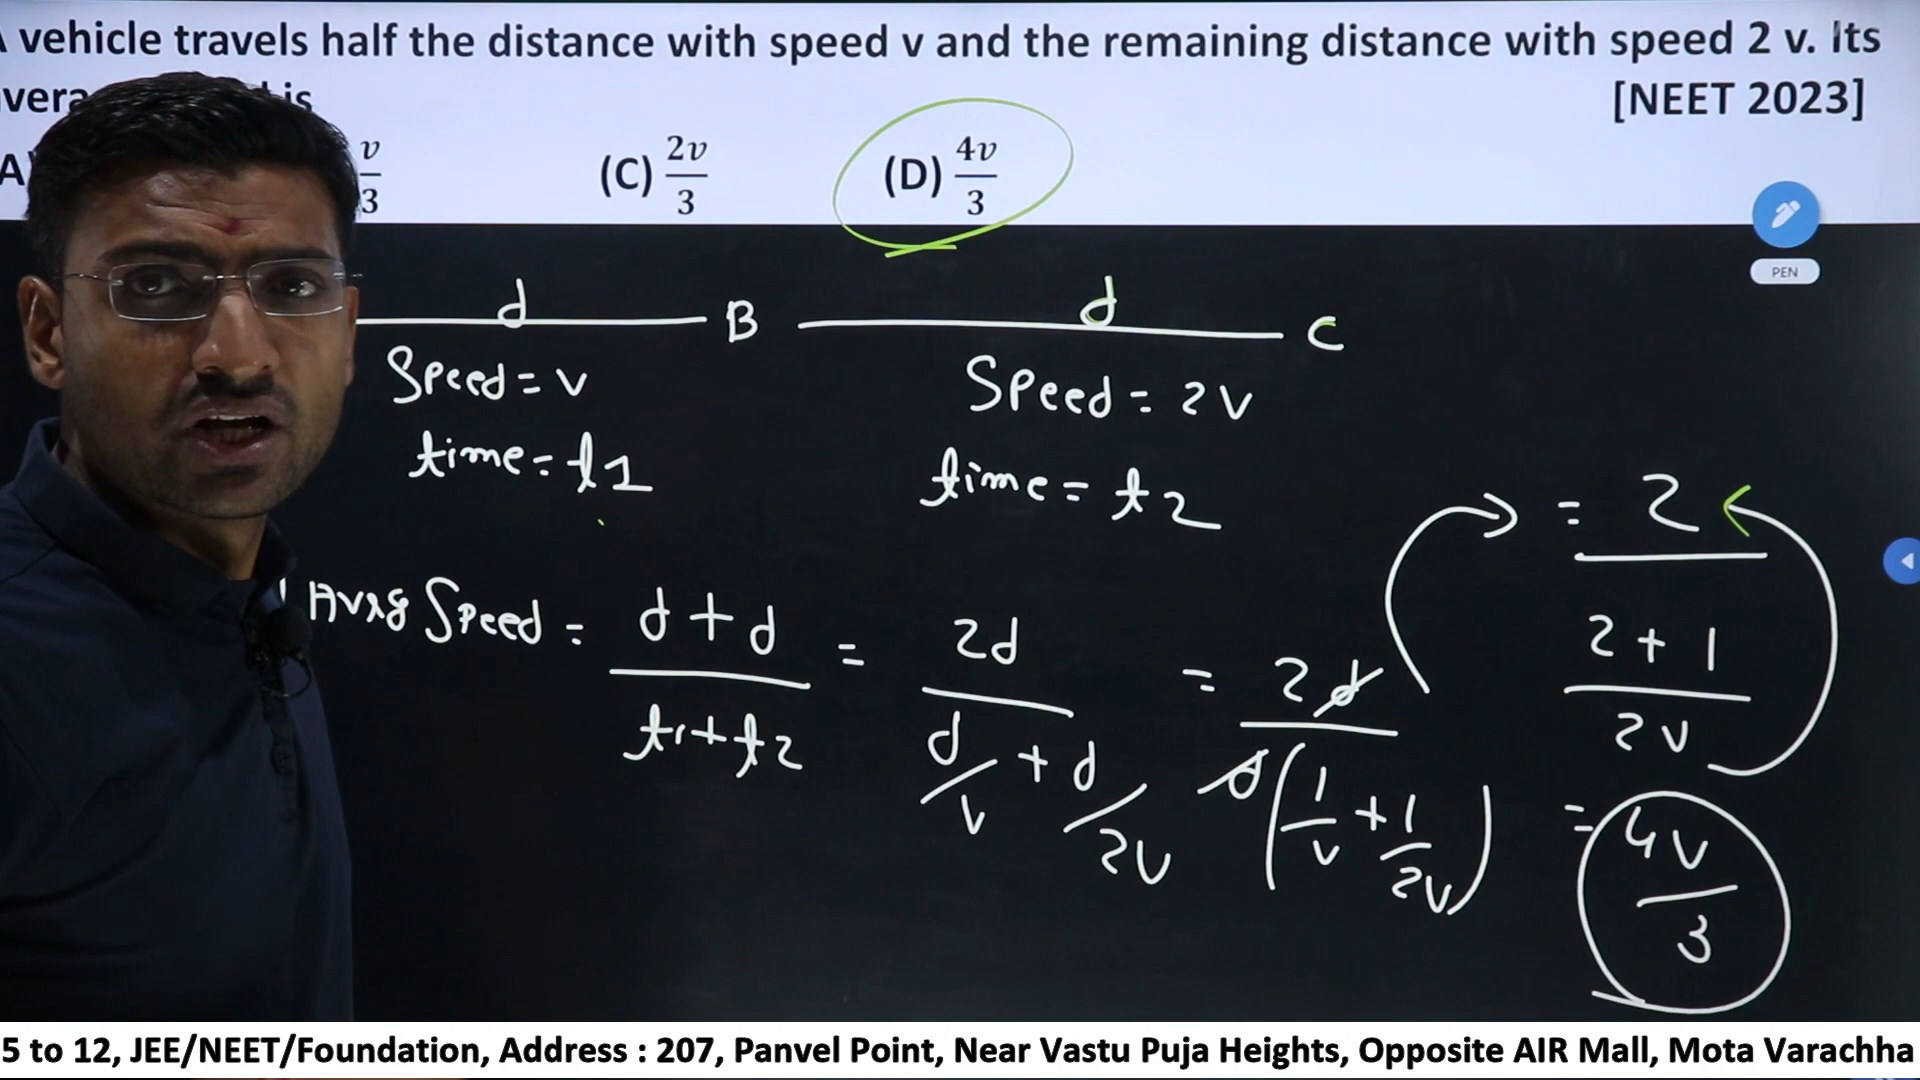 vehicle travels half the distance with speed v and the remaining distance with speed 2 v. Its
is [NEET 2023]
A) v/3 (C) 2v/3 (D) 4v/3
PEN
d B d C
Speed = v Speed = 2v
time = t1 time = t2
Avrg Speed = d + d / t1 + t2 = 2d / d/v + d/2v = 2d / d(1/v + 1/2v)
= 2 / 2 + 1 / 2v
= 4v/3
5 to 12, JEE/NEET/Foundation, Address : 207, Panvel Point, Near Vastu Puja Heights, Opposite AIR Mall, Mota Varachha